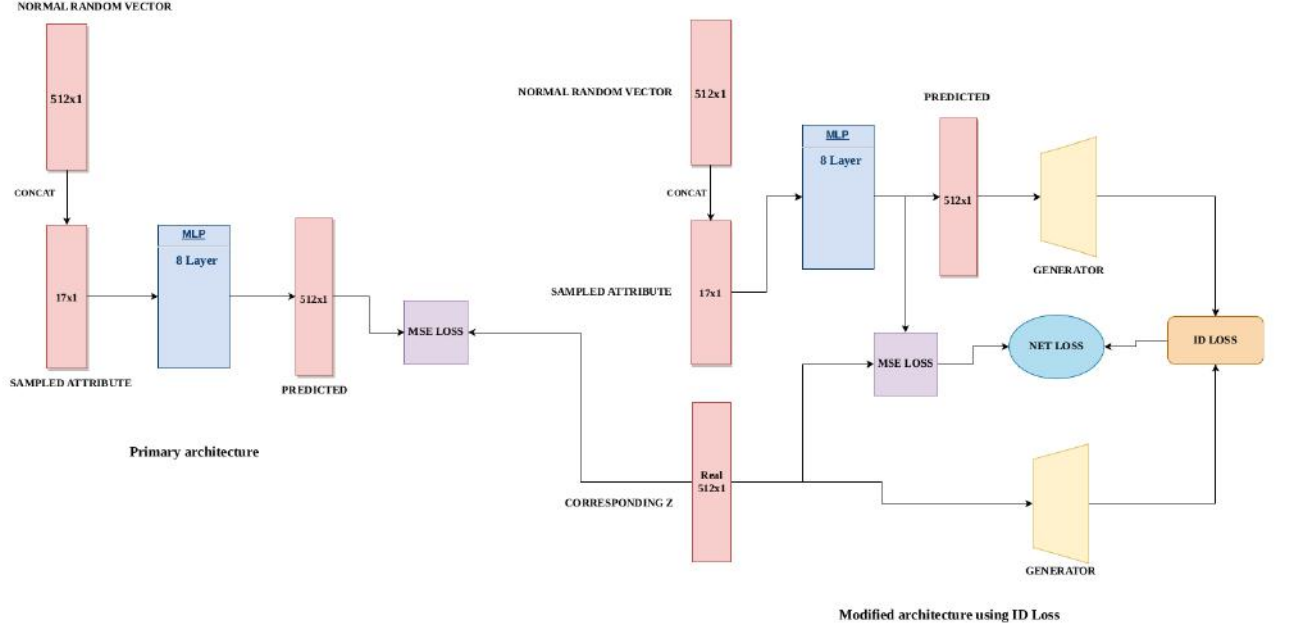 NORMAL RANDOM VECTOR
512x1
CONCAT
17x1
SAMPLED ATTRIBUTE
MLP
8 Layer
512x1
PREDICTED
MSE LOSS
Primary architecture
NORMAL RANDOM VECTOR
512x1
CONCAT
SAMPLED ATTRIBUTE
17x1
MLP
8 Layer
PREDICTED
512x1
GENERATOR
MSE LOSS
NET LOSS
ID LOSS
CORRESPONDING Z
Real
512x1
GENERATOR
Modified architecture using ID Loss